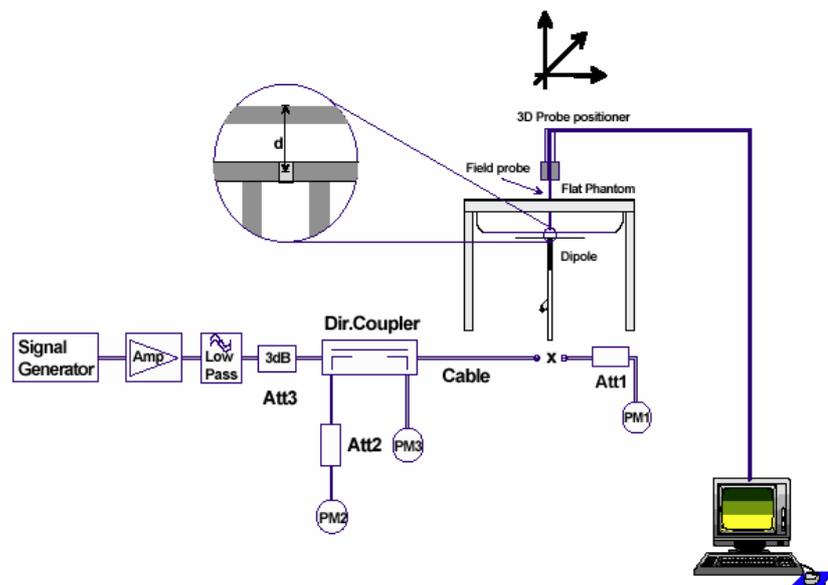 3D Probe positioner
d
Field probe
Flat Phantom
Dipole
Dir.Coupler
Signal
Generator
Amp
Low
Pass
3dB
Att3
Cable
x
Att1
PM1
Att2
PM3
PM2